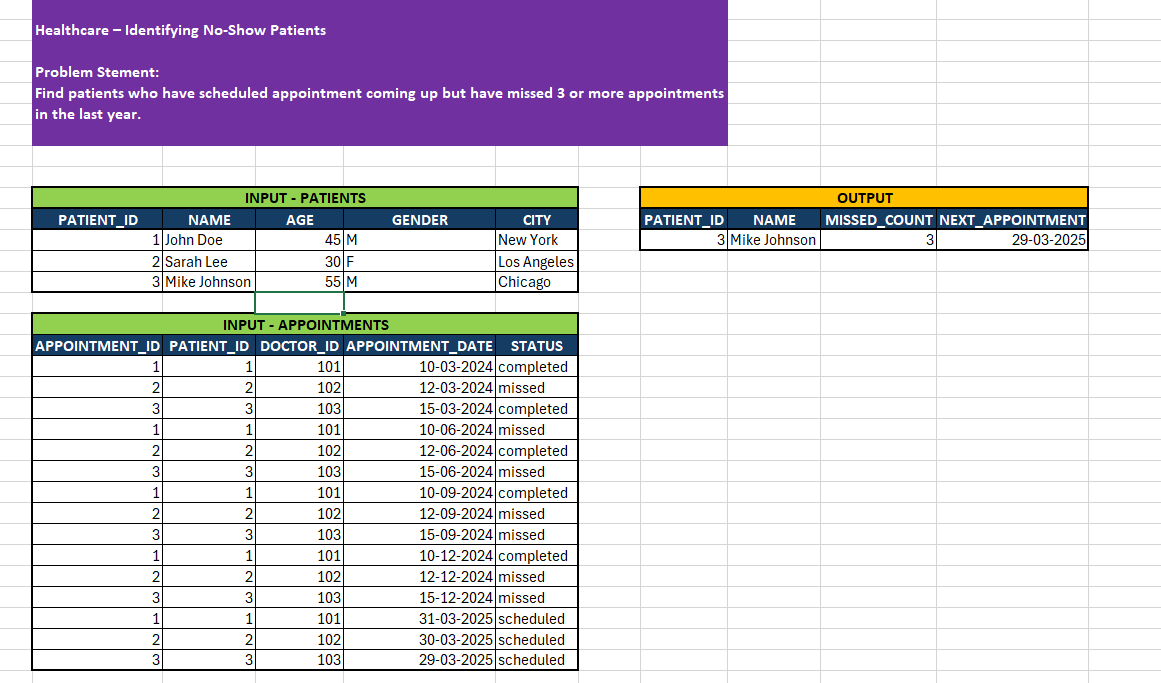 Healthcare – Identifying No-Show Patients
Problem Stement:
Find patients who have scheduled appointment coming up but have missed 3 or more appointments
in the last year.
INPUT - PATIENTS
PATIENT_ID NAME AGE GENDER CITY
1 John Doe 45 M New York
2 Sarah Lee 30 F Los Angeles
3 Mike Johnson 55 M Chicago
OUTPUT
PATIENT_ID NAME MISSED_COUNT NEXT_APPOINTMENT
3 Mike Johnson 3 29-03-2025
INPUT - APPOINTMENTS
APPOINTMENT_ID PATIENT_ID DOCTOR_ID APPOINTMENT_DATE STATUS
1 1 101 10-03-2024 completed
2 2 102 12-03-2024 missed
3 3 103 15-03-2024 completed
1 1 101 10-06-2024 missed
2 2 102 12-06-2024 completed
3 3 103 15-06-2024 missed
1 1 101 10-09-2024 completed
2 2 102 12-09-2024 missed
3 3 103 15-09-2024 missed
1 1 101 10-12-2024 completed
2 2 102 12-12-2024 missed
3 3 103 15-12-2024 missed
1 1 101 31-03-2025 scheduled
2 2 102 30-03-2025 scheduled
3 3 103 29-03-2025 scheduled